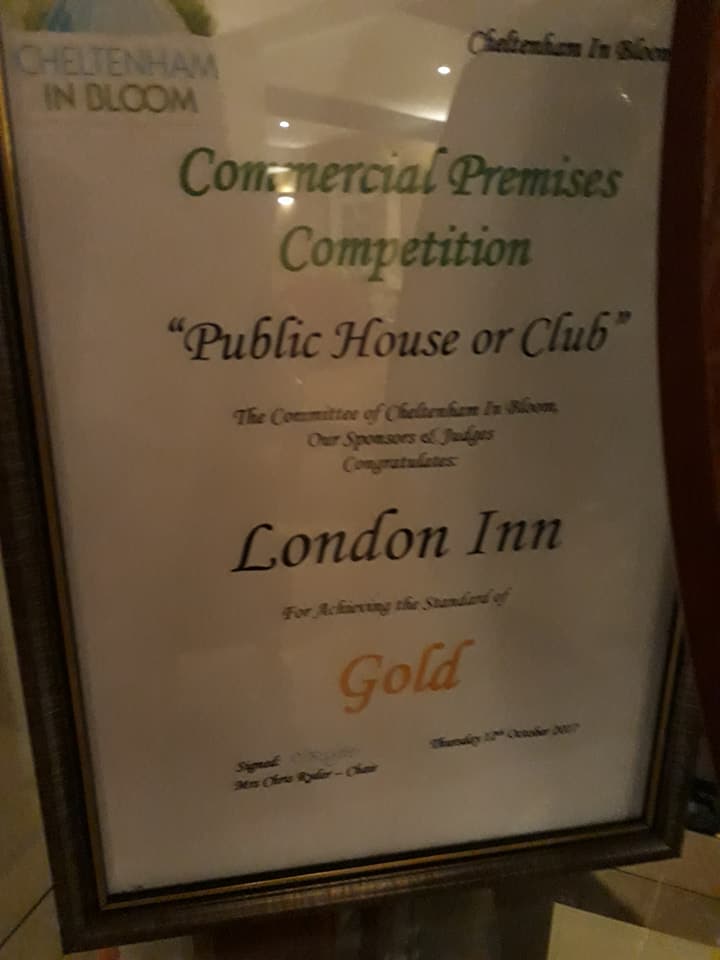 CHELTENHAM
IN BLOOM
Cheltenham In Bloom
Commercial Premises
Competition
"Public House or Club"
The Committee of Cheltenham In Bloom,
Our Sponsors & Judges
Congratulates:
London Inn
For Achieving the Standard of
Gold
Signed:
Mrs Chris Ryder – Chair
Thursday 12th October 2017